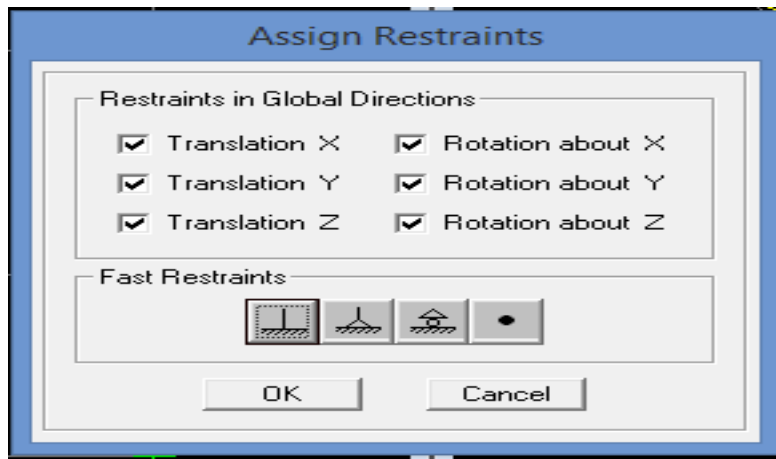 Assign Restraints
Restraints in Global Directions
Translation X Rotation about X
Translation Y Rotation about Y
Translation Z Rotation about Z
Fast Restraints
OK Cancel